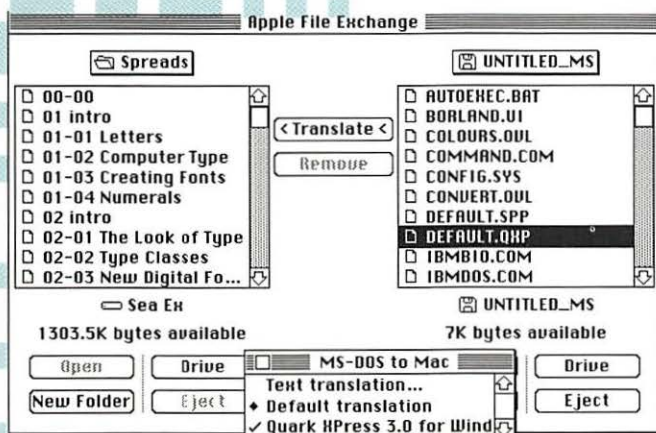 Apple File Exchange
Spreads
00-00
01 intro
01-01 Letters
01-02 Computer Type
01-03 Creating Fonts
01-04 Numerals
02 intro
02-01 The Look of Type
02-02 Type Classes
02-03 New Digital Fo...
Sea Ex
1303.5K bytes available
Open
Drive
New Folder
Eject
< Translate <
Remove
UNTITLED_MS
AUTOEXEC.BAT
BORLAND.UI
COLOURS.OVL
COMMAND.COM
CONFIG.SYS
CONVERT.OVL
DEFAULT.SPP
DEFAULT.QXP
IBMBIO.COM
IBMDOS.COM
UNTITLED_MS
7K bytes available
Drive
Eject
MS-DOS to Mac
Text translation...
Default translation
Quark XPress 3.0 for Wind